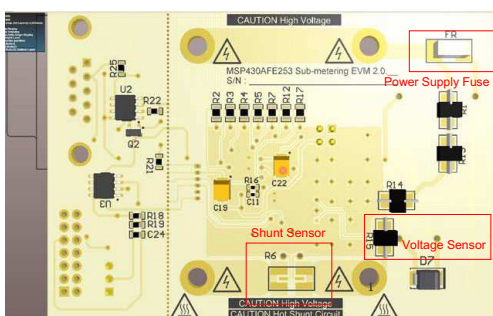 CAUTION High Voltage
FR
MSP430AFE253 Sub-metering EVM 2.0
S/N :
Power Supply Fuse
R25
U2
R22
Q2
R2
R3
R4
R5
R7
R12
R17
R21
R16
C22
C11
C19
U3
R14
R18
R19
C24
Shunt Sensor
R15
Voltage Sensor
R6
D7
1
CAUTION High Voltage
CAUTION Hot Shunt Circuit